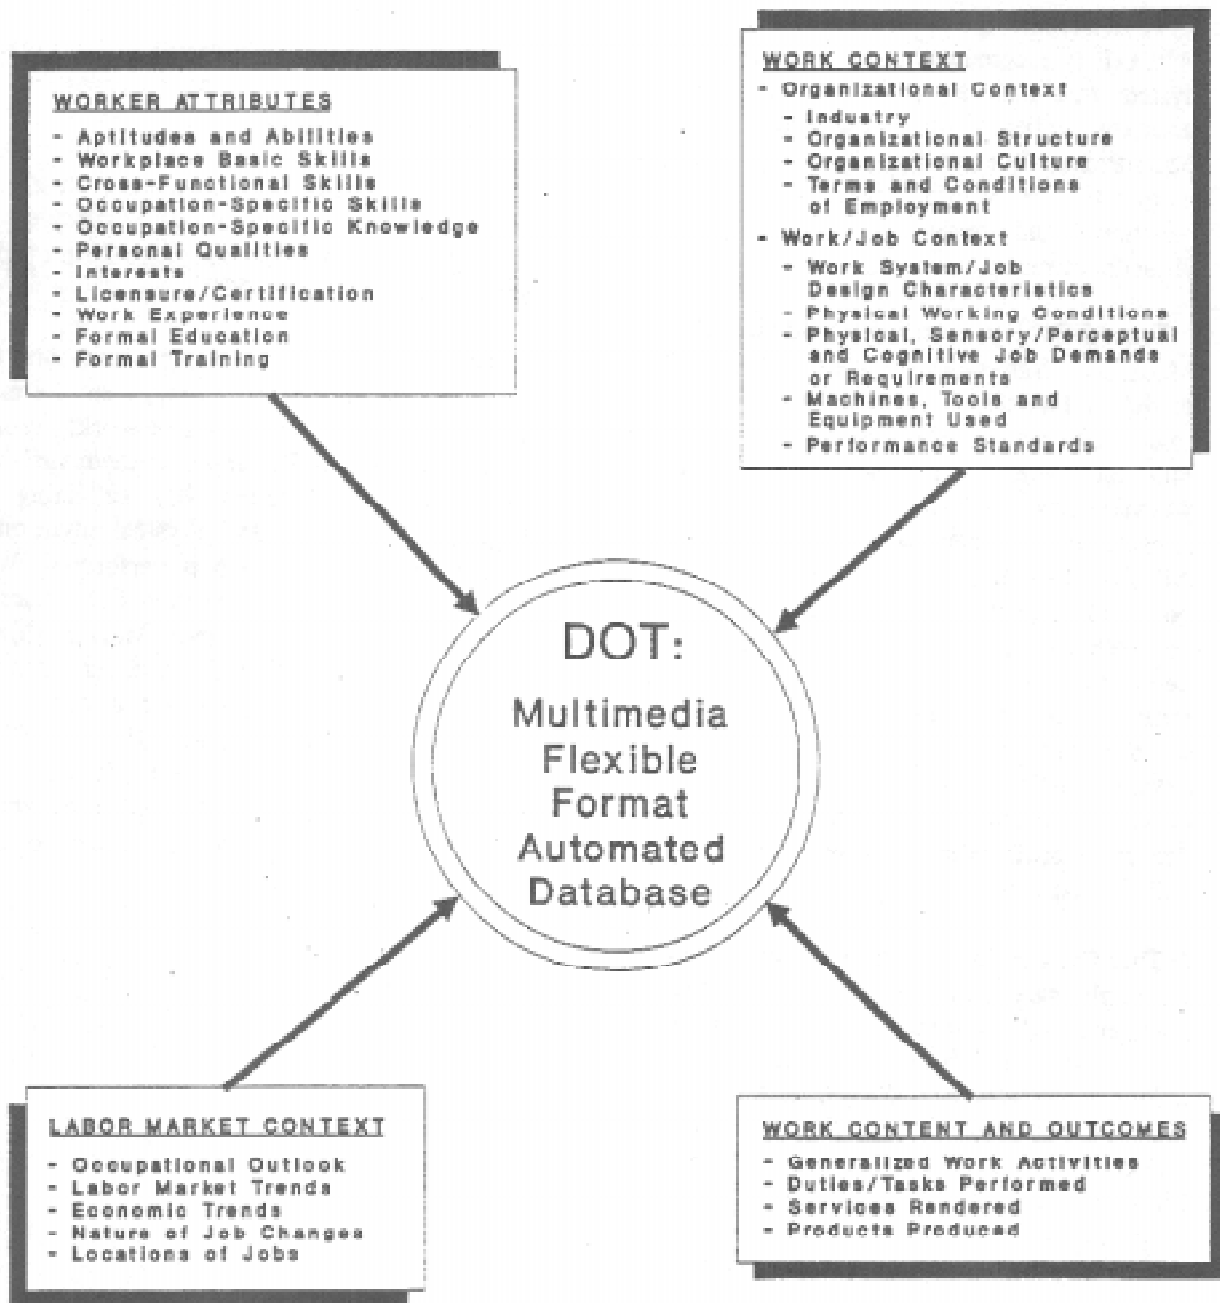 WORKER ATTRIBUTES
- Aptitudes and Abilities
- Workplace Basic Skills
- Cross-Functional Skills
- Occupation-Specific Skills
- Occupation-Specific Knowledge
- Personal Qualities
- Interests
- Licensure/Certification
- Work Experience
- Formal Education
- Formal Training
WORK CONTEXT
- Organizational Context
- Industry
- Organizational Structure
- Organizational Culture
- Terms and Conditions
of Employment
- Work/Job Context
- Work System/Job
Design Characteristics
- Physical Working Conditions
- Physical, Sensory/Perceptual
and Cognitive Job Demands
or Requirements
- Machines, Tools and
Equipment Used
- Performance Standards
DOT:
Multimedia
Flexible
Format
Automated
Database
LABOR MARKET CONTEXT
- Occupational Outlook
- Labor Market Trends
- Economic Trends
- Nature of Job Changes
- Locations of Jobs
WORK CONTENT AND OUTCOMES
- Generalized Work Activities
- Duties/Tasks Performed
- Services Rendered
- Products Produced